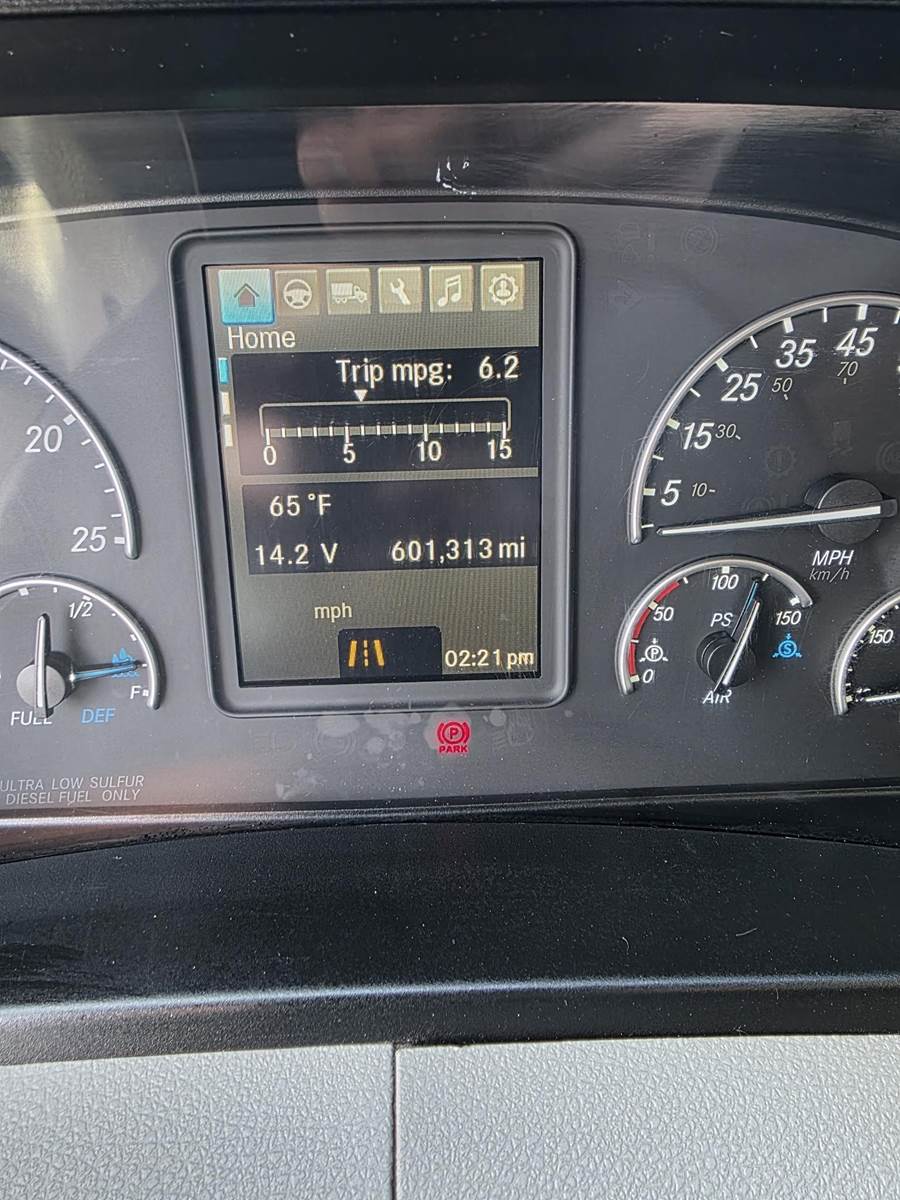 Home
Trip mpg: 6.2
0 5 10 15
65 °F
14.2 V 601,313 mi
mph
02:21 pm
20
25
1/2
F
FUEL DEF
ULTRA LOW SULFUR
DIESEL FUEL ONLY
P
PARK
45
35
70
25 50
15 30
5 10
MPH
km/h
100
50 PS 150
P S
0
AIR
150